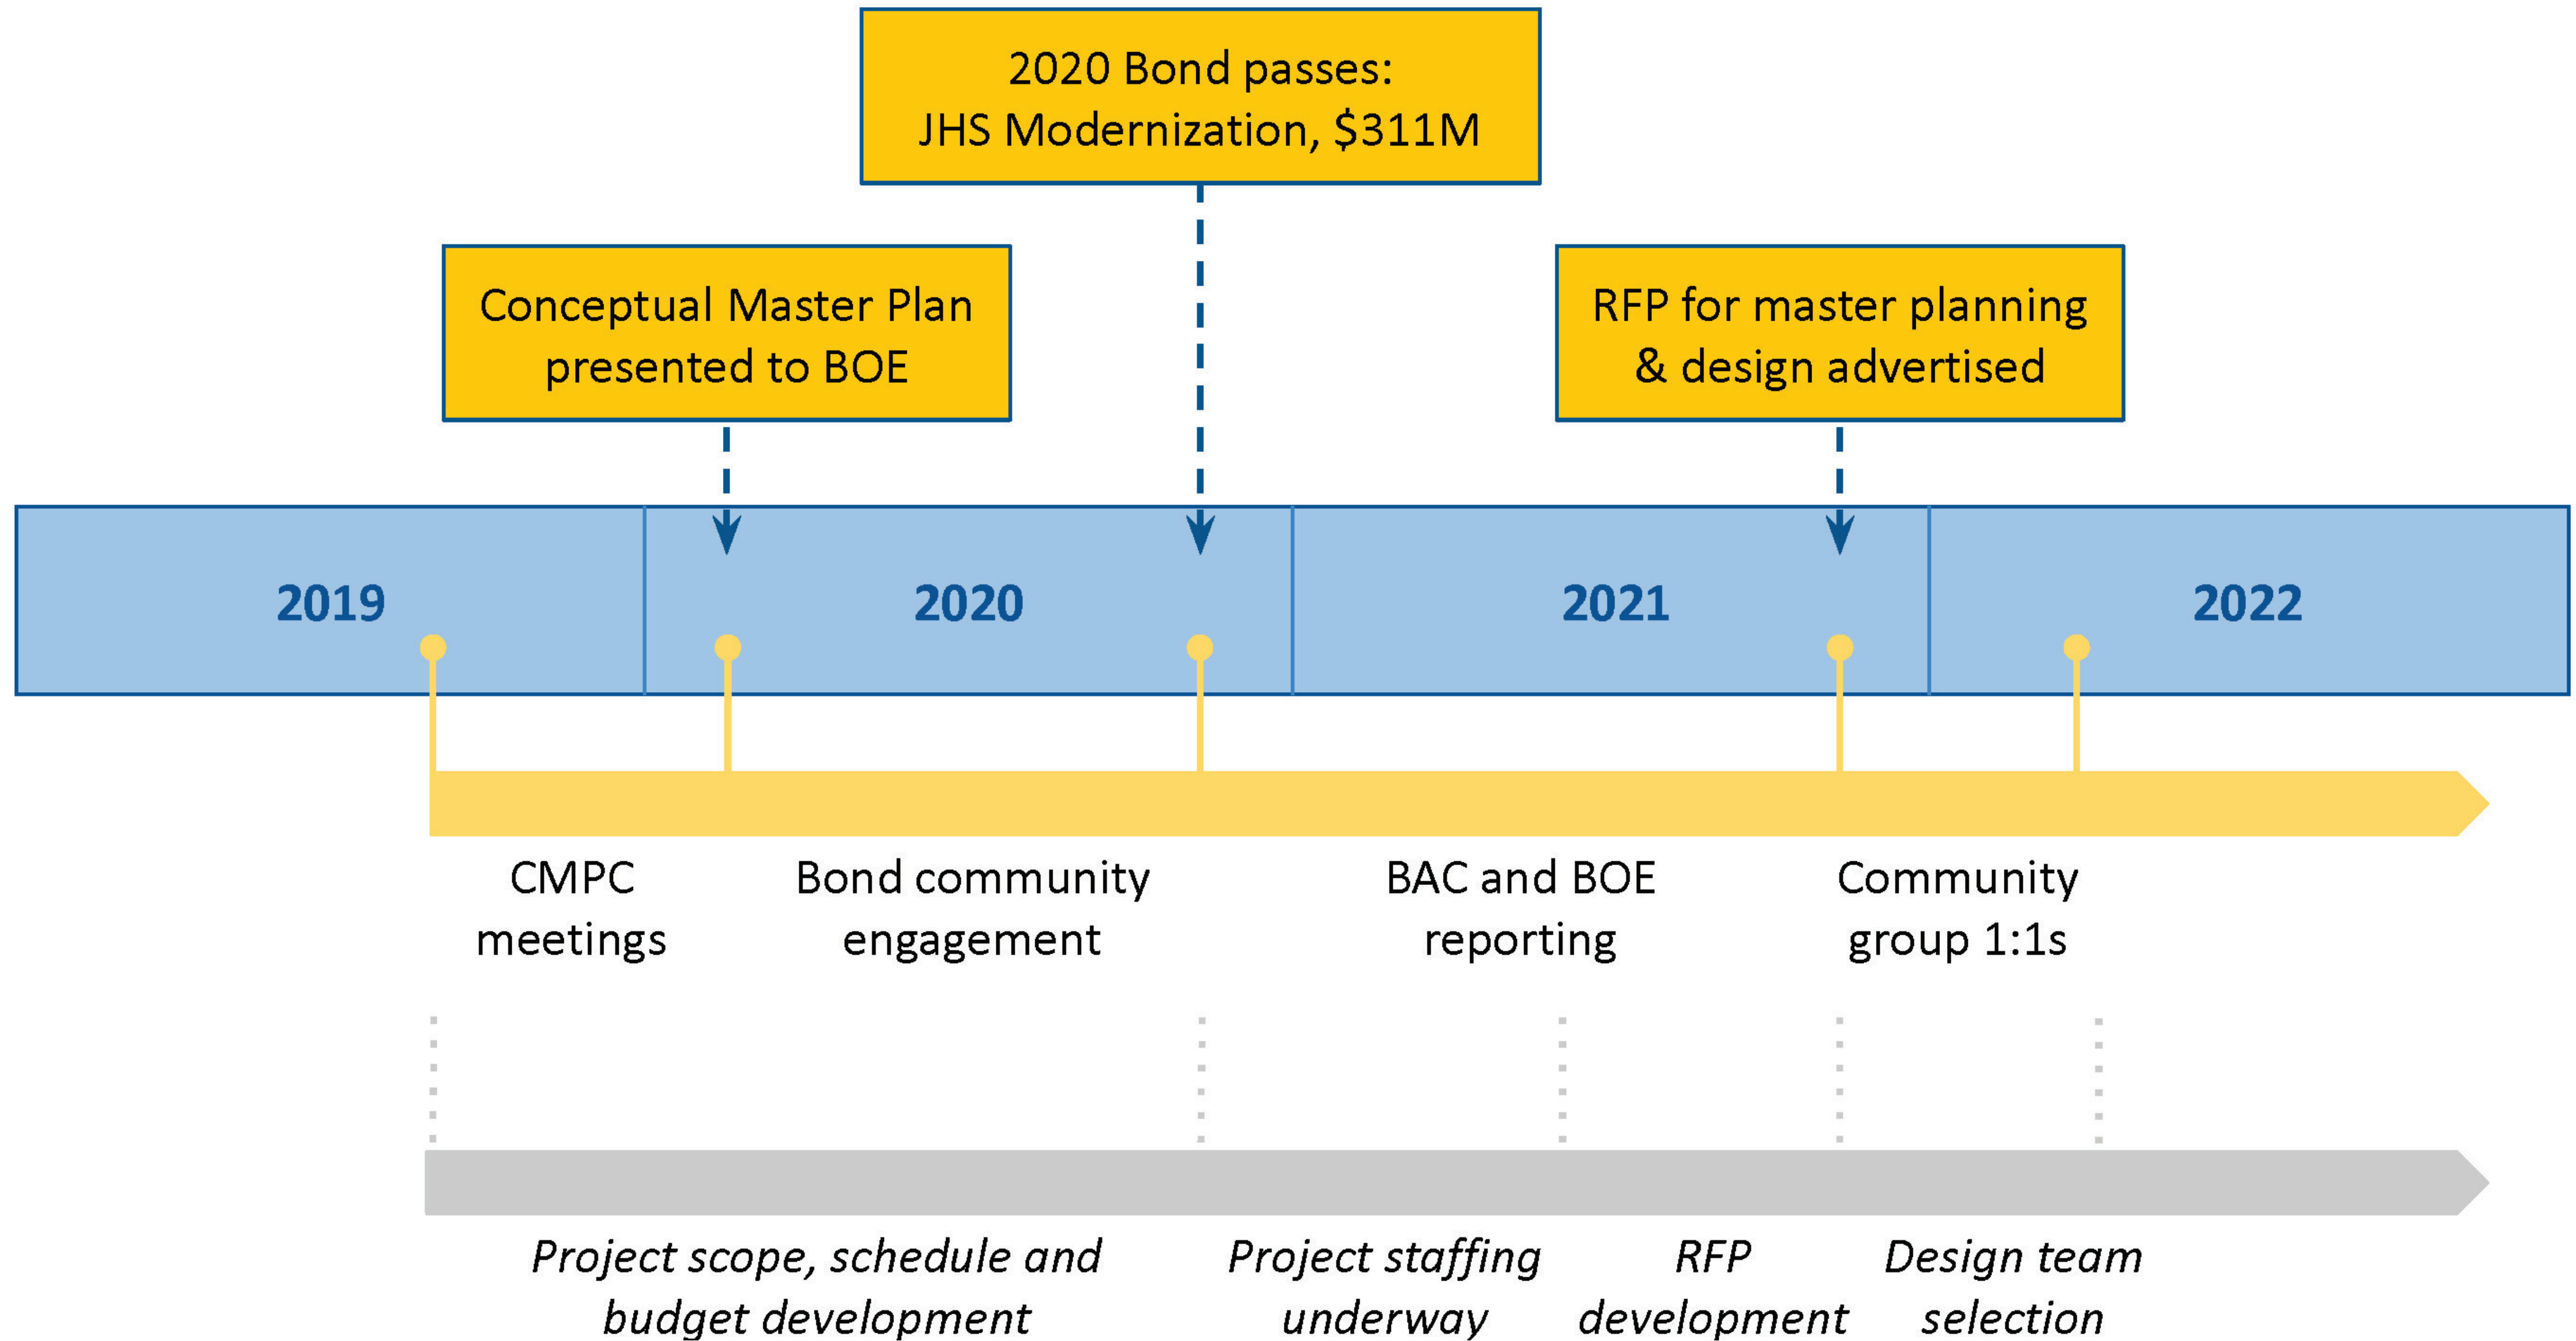 2020 Bond passes:
JHS Modernization, $311M
Conceptual Master Plan
presented to BOE
RFP for master planning
& design advertised
2019
2020
2021
2022
CMPC
meetings
Bond community
engagement
BAC and BOE
reporting
Community
group 1:1s
Project scope, schedule and
budget development
Project staffing
underway
RFP
development
Design team
selection